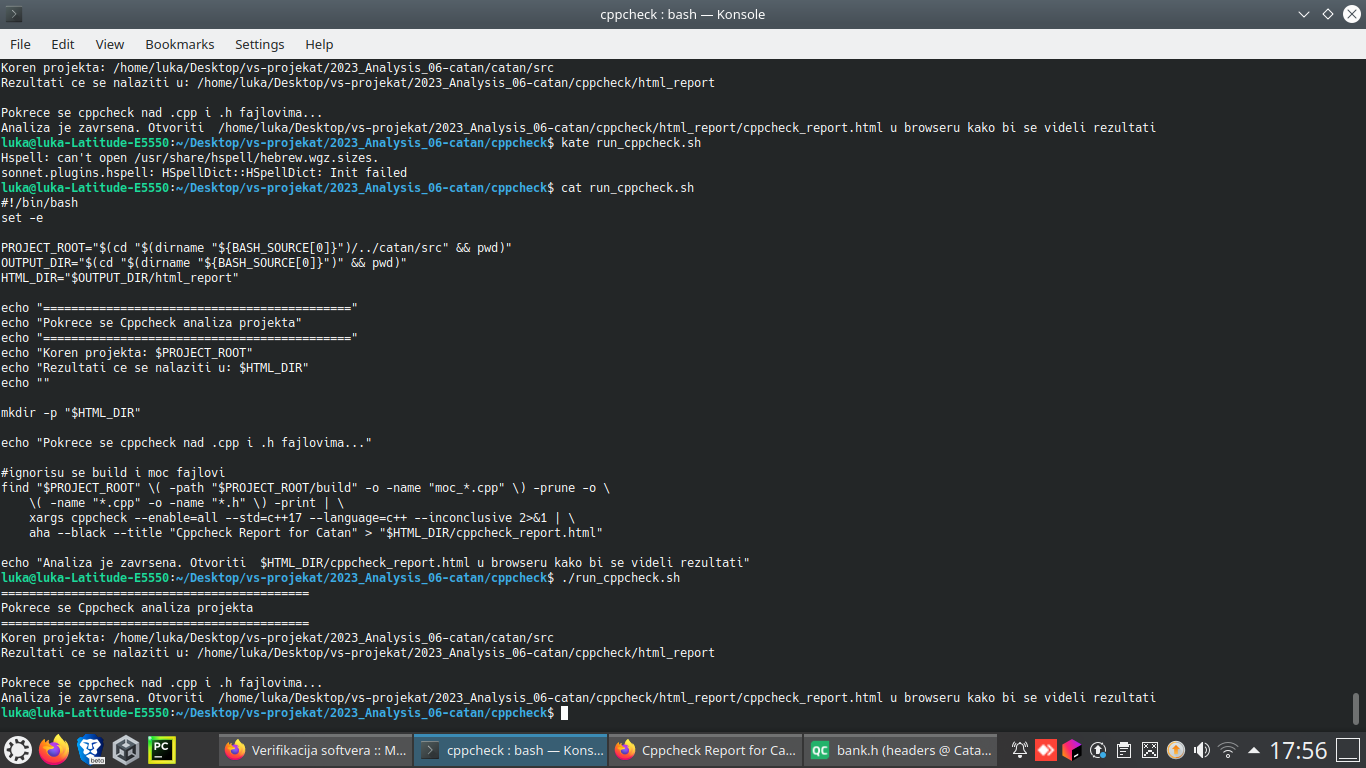 cppcheck : bash — Konsole
File Edit View Bookmarks Settings Help
Koren projekta: /home/luka/Desktop/vs-projekat/2023_Analysis_06-catan/catan/src
Rezultati ce se nalaziti u: /home/luka/Desktop/vs-projekat/2023_Analysis_06-catan/cppcheck/html_report
Pokrece se cppcheck nad .cpp i .h fajlovima...
Analiza je zavrsena. Otvoriti  /home/luka/Desktop/vs-projekat/2023_Analysis_06-catan/cppcheck/html_report/cppcheck_report.html u browseru kako bi se videli rezultati
luka@luka-Latitude-E5550:~/Desktop/vs-projekat/2023_Analysis_06-catan/cppcheck$ kate run_cppcheck.sh
Hspell: can't open /usr/share/hspell/hebrew.wgz.sizes.
sonnet.plugins.hspell: HSpellDict::HSpellDict: Init failed
luka@luka-Latitude-E5550:~/Desktop/vs-projekat/2023_Analysis_06-catan/cppcheck$ cat run_cppcheck.sh
#!/bin/bash
set -e
PROJECT_ROOT="$(cd "$(dirname "${BASH_SOURCE[0]}")/../catan/src" && pwd)"
OUTPUT_DIR="$(cd "$(dirname "${BASH_SOURCE[0]}")" && pwd)"
HTML_DIR="$OUTPUT_DIR/html_report"
echo "============================================"
echo "Pokrece se Cppcheck analiza projekta"
echo "============================================"
echo "Koren projekta: $PROJECT_ROOT"
echo "Rezultati ce se nalaziti u: $HTML_DIR"
echo ""
mkdir -p "$HTML_DIR"
echo "Pokrece se cppcheck nad .cpp i .h fajlovima..."
#ignorisu se build i moc fajlovi
find "$PROJECT_ROOT" \( -path "$PROJECT_ROOT/build" -o -name "moc_*.cpp" \) -prune -o \
    \( -name "*.cpp" -o -name "*.h" \) -print | \
    xargs cppcheck --enable=all --std=c++17 --language=c++ --inconclusive 2>&1 | \
    aha --black --title "Cppcheck Report for Catan" > "$HTML_DIR/cppcheck_report.html"
echo "Analiza je zavrsena. Otvoriti  $HTML_DIR/cppcheck_report.html u browseru kako bi se videli rezultati"
luka@luka-Latitude-E5550:~/Desktop/vs-projekat/2023_Analysis_06-catan/cppcheck$ ./run_cppcheck.sh
============================================
Pokrece se Cppcheck analiza projekta
============================================
Koren projekta: /home/luka/Desktop/vs-projekat/2023_Analysis_06-catan/catan/src
Rezultati ce se nalaziti u: /home/luka/Desktop/vs-projekat/2023_Analysis_06-catan/cppcheck/html_report
Pokrece se cppcheck nad .cpp i .h fajlovima...
Analiza je zavrsena. Otvoriti  /home/luka/Desktop/vs-projekat/2023_Analysis_06-catan/cppcheck/html_report/cppcheck_report.html u browseru kako bi se videli rezultati
luka@luka-Latitude-E5550:~/Desktop/vs-projekat/2023_Analysis_06-catan/cppcheck$
beta PC Verifikacija softvera :: M... cppcheck : bash — Kons... Cppcheck Report for Ca... QC bank.h (headers @ Cata... 17:56